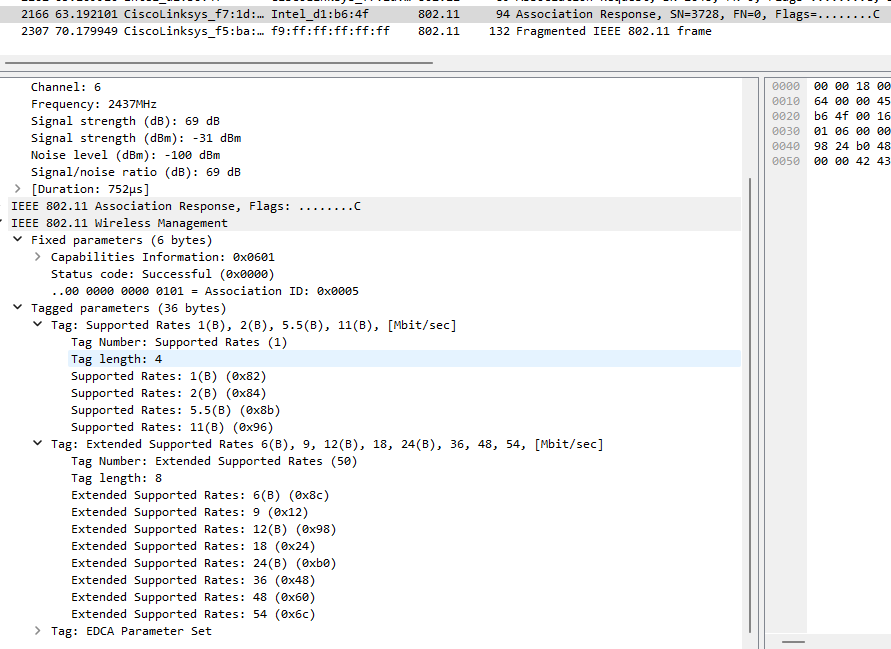 2166 63.192101 CiscoLinksys_f7:1d:… Intel_d1:b6:4f 802.11 94 Association Response, SN=3728, FN=0, Flags=........C
2307 70.179949 CiscoLinksys_f5:ba:… f9:ff:ff:ff:ff:ff 802.11 132 Fragmented IEEE 802.11 frame
Channel: 6
Frequency: 2437MHz
Signal strength (dB): 69 dB
Signal strength (dBm): -31 dBm
Noise level (dBm): -100 dBm
Signal/noise ratio (dB): 69 dB
[Duration: 752µs]
IEEE 802.11 Association Response, Flags: ........C
IEEE 802.11 Wireless Management
Fixed parameters (6 bytes)
Capabilities Information: 0x0601
Status code: Successful (0x0000)
..00 0000 0000 0101 = Association ID: 0x0005
Tagged parameters (36 bytes)
Tag: Supported Rates 1(B), 2(B), 5.5(B), 11(B), [Mbit/sec]
Tag Number: Supported Rates (1)
Tag length: 4
Supported Rates: 1(B) (0x82)
Supported Rates: 2(B) (0x84)
Supported Rates: 5.5(B) (0x8b)
Supported Rates: 11(B) (0x96)
Tag: Extended Supported Rates 6(B), 9, 12(B), 18, 24(B), 36, 48, 54, [Mbit/sec]
Tag Number: Extended Supported Rates (50)
Tag length: 8
Extended Supported Rates: 6(B) (0x8c)
Extended Supported Rates: 9 (0x12)
Extended Supported Rates: 12(B) (0x98)
Extended Supported Rates: 18 (0x24)
Extended Supported Rates: 24(B) (0xb0)
Extended Supported Rates: 36 (0x48)
Extended Supported Rates: 48 (0x60)
Extended Supported Rates: 54 (0x6c)
Tag: EDCA Parameter Set
0000 00 00 18 00
0010 64 00 00 45
0020 b6 4f 00 16
0030 01 06 00 00
0040 98 24 b0 48
0050 00 00 42 43